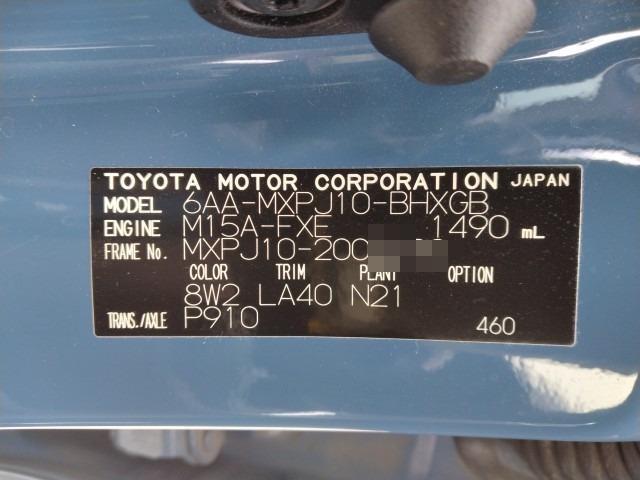 TOYOTA MOTOR CORPORATION JAPAN
MODEL 6AA-MXPJ10-BHXGB
ENGINE M15A-FXE 1490 mL
FRAME No. MXPJ10-200
COLOR TRIM PLANT OPTION
8W2 LA40 N21
TRANS./AXLE P910 460